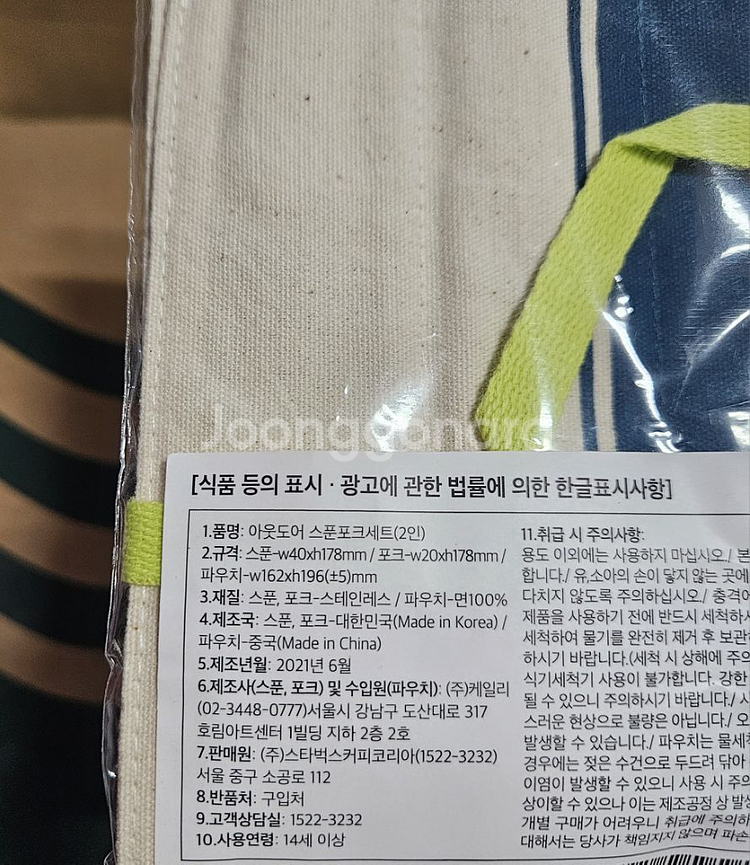 Joonggonara
[식품 등의 표시 · 광고에 관한 법률에 의한 한글표시사항]
1.품명: 아웃도어 스푼포크세트(2인)
2.규격: 스푼-w40xh178mm / 포크-w20xh178mm /
파우치-w162xh196(±5)mm
3.재질: 스푼, 포크-스테인레스 / 파우치-면100%
4.제조국: 스푼, 포크-대한민국(Made in Korea) /
파우치-중국(Made in China)
5.제조년월: 2021년 6월
6.제조사(스푼, 포크) 및 수입원(파우치): (주)케일리
(02-3448-0777)서울시 강남구 도산대로 317
호림아트센터 1빌딩 지하 2층 2호
7.판매원: (주)스타벅스커피코리아(1522-3232)
서울 중구 소공로 112
8.반품처: 구입처
9.고객상담실: 1522-3232
10.사용연령: 14세 이상
11.취급 시 주의사항:
용도 이외에는 사용하지 마십시오./ 본
합니다./ 유,소아의 손이 닿지 않는 곳에
다치지 않도록 주의하십시오./ 충격에
제품을 사용하기 전에 반드시 세척하시
세척하여 물기를 완전히 제거 후 보관
하시기 바랍니다.(세척 시 상해에 주의
식기세척기 사용이 불가합니다. 강한
될 수 있으니 주의하시기 바랍니다./ 시
스러운 현상으로 불량은 아닙니다./ 오
발생할 수 있습니다./ 파우치는 물세척
경우에는 젖은 수건으로 두드려 닦아
이염이 발생할 수 있으니 사용 시 주의
상이할 수 있으나 이는 제조공정 상 발생
개별 구매가 어려우니 취급에 주의하
대해서는 당사가 책임지지 않으며 파손